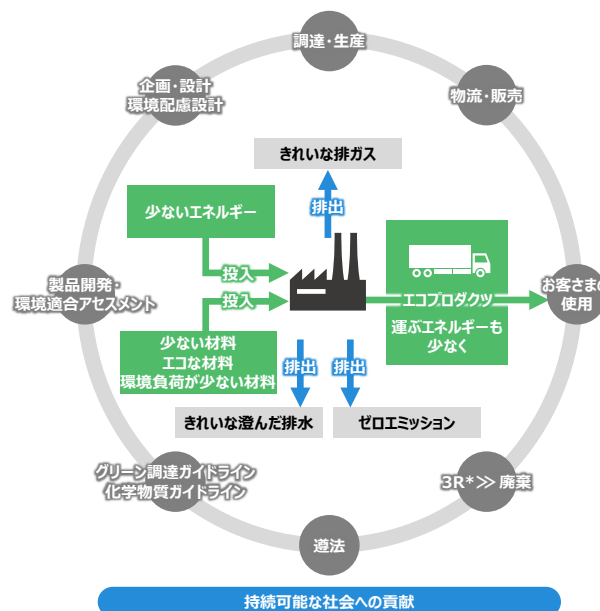 調達・生産
企画・設計
環境配慮設計
物流・販売
きれいな排ガス
排出
少ないエネルギー
投入
製品開発・
環境適合アセスメント
投入
エコプロダクツ
お客さまの
使用
運ぶエネルギーも
少なく
少ない材料
エコな材料
環境負荷が少ない材料
排出
排出
きれいな澄んだ排水
ゼロエミッション
グリーン調達ガイドライン
化学物質ガイドライン
3R*≫廃棄
遵法
持続可能な社会への貢献